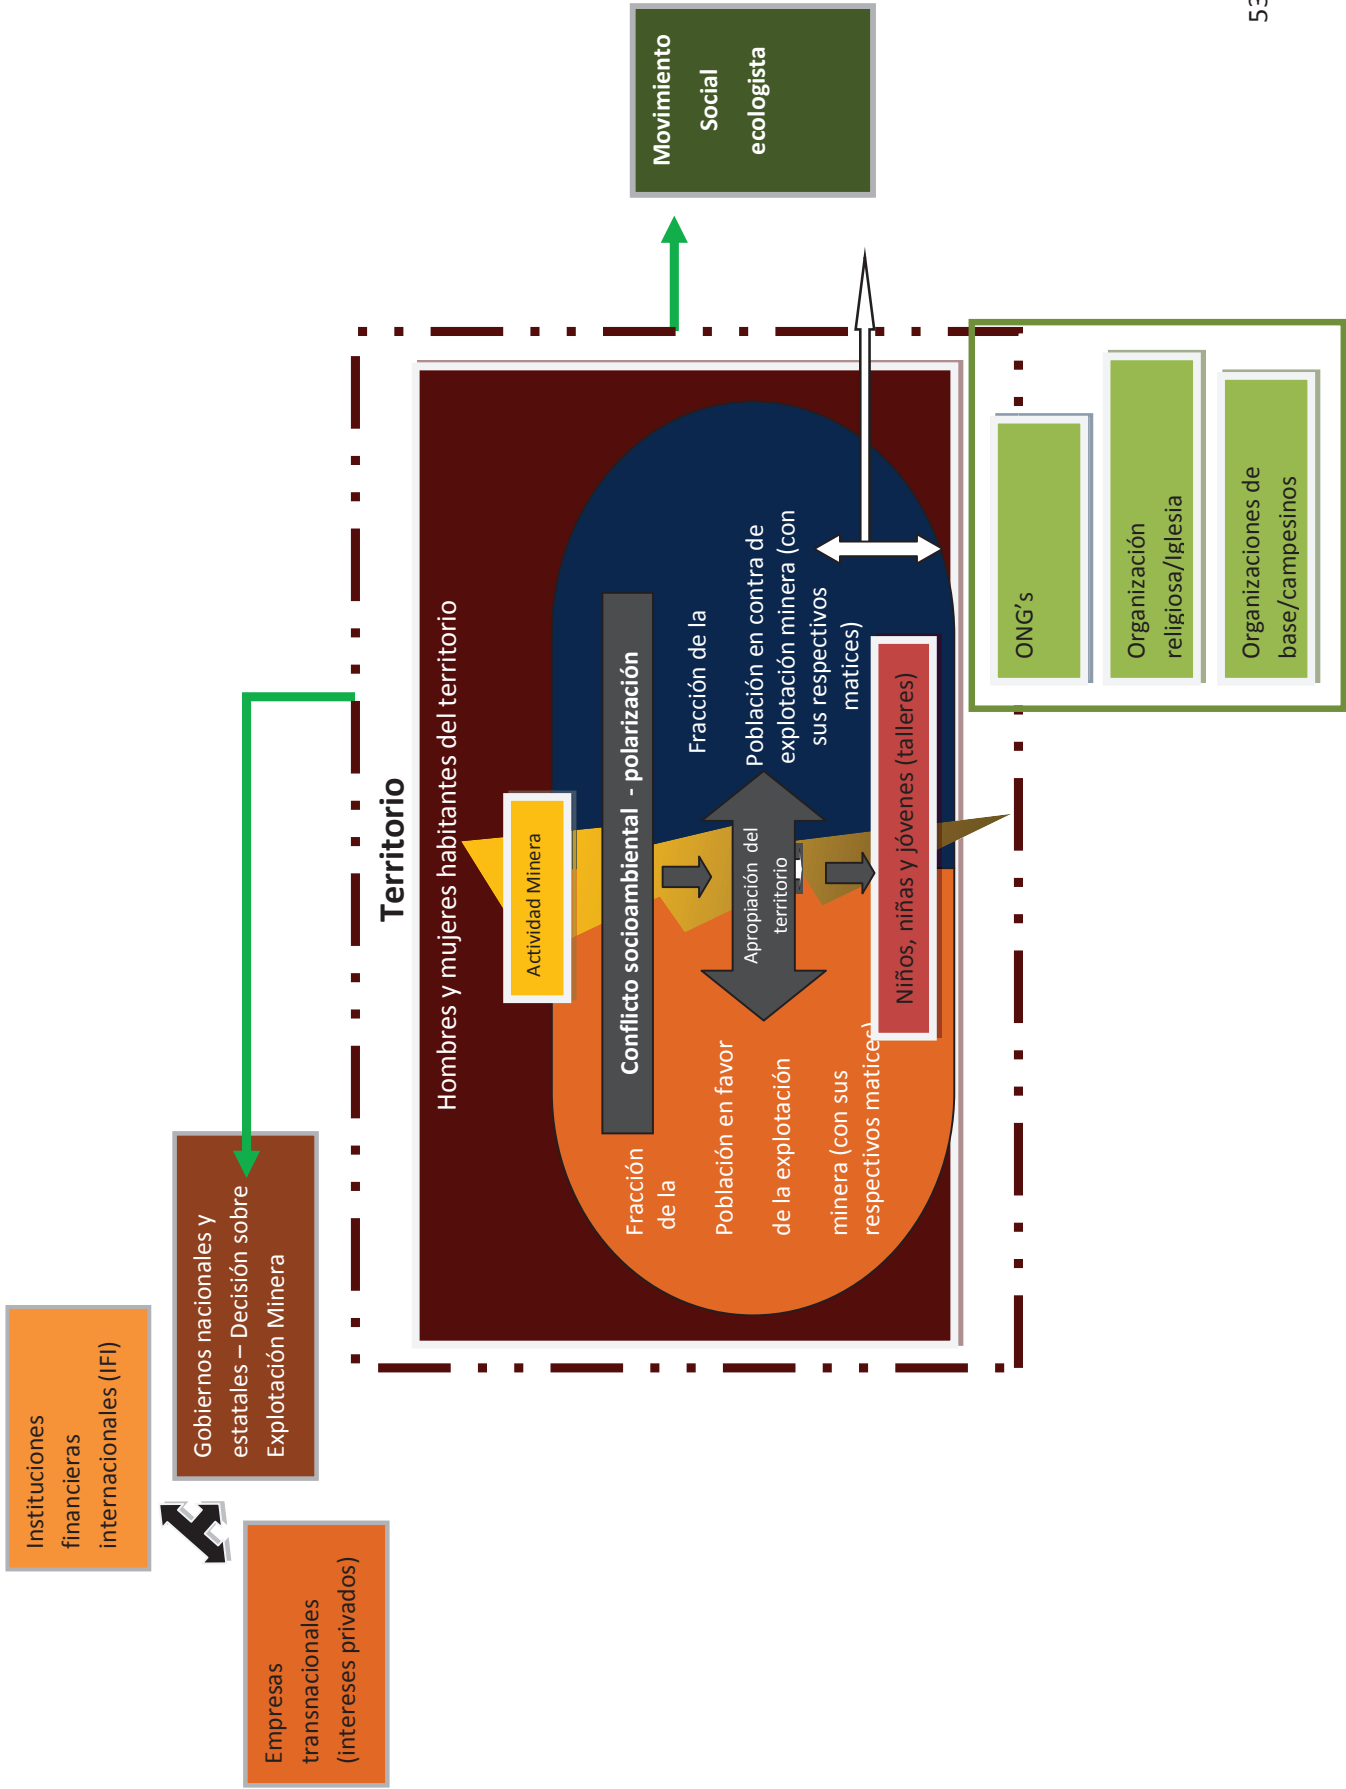 Instituciones
financieras
internacionales (IFI)
Empresas
transnacionales
(intereses privados)
Gobiernos nacionales y
estatales – Decisión sobre
Explotación Minera
Territorio
Hombres y mujeres habitantes del territorio
Actividad Minera
Conflicto socioambiental - polarización
Fracción
de la
Población en favor
de la explotación
minera (con sus
respectivos matices)
Apropiación del
territorio
Fracción de la
Población en contra de
explotación minera (con
sus respectivos
matices)
Niños, niñas y jóvenes (talleres)
Movimiento
Social
ecologista
ONG's
Organización
religiosa/Iglesia
Organizaciones de
base/campesinos
53